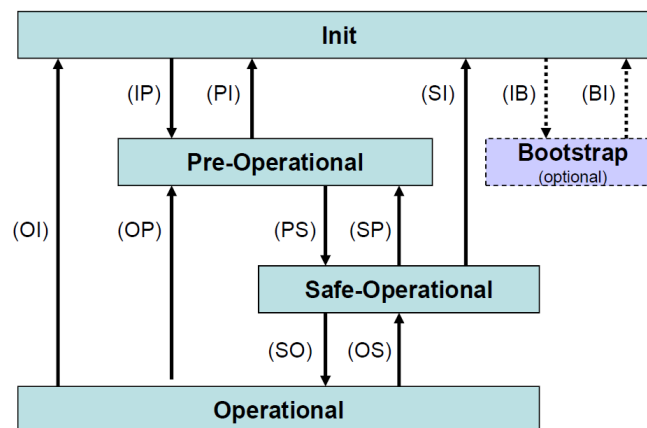 Init
(IP)
(PI)
(SI)
(IB)
(BI)
Pre-Operational
Bootstrap
(optional)
(OI)
(OP)
(PS)
(SP)
Safe-Operational
(SO)
(OS)
Operational